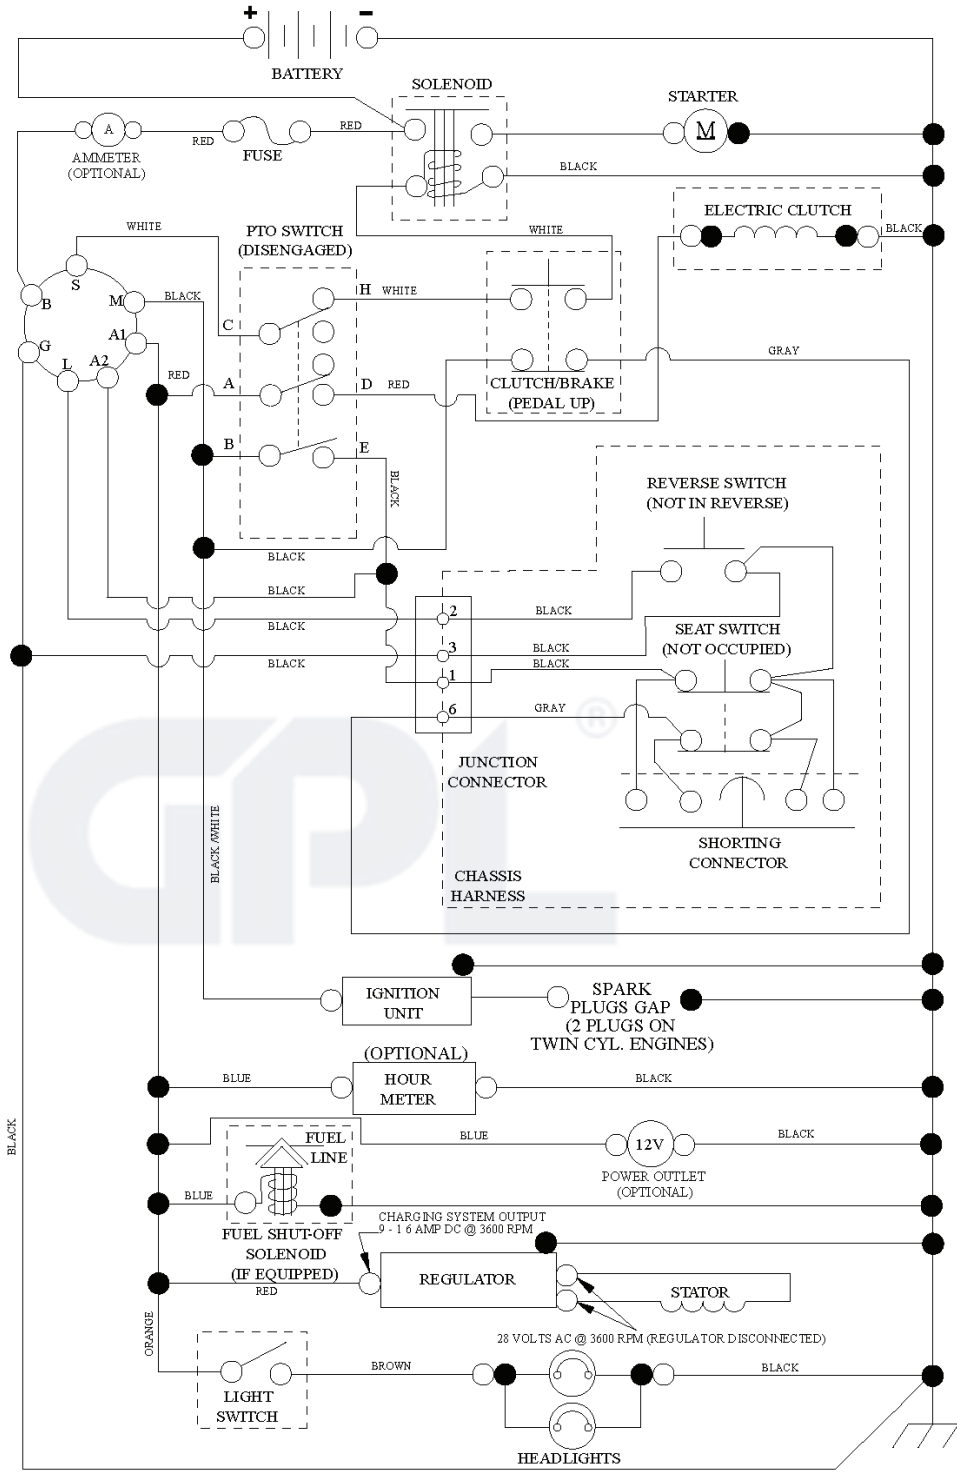 + -
BATTERY
SOLENOID
STARTER
A
RED
FUSE
RED
M
AMMETER
(OPTIONAL)
BLACK
ELECTRIC CLUTCH
BLACK
WHITE
PTO SWITCH
(DISENGAGED)
WHITE
S
B
M
BLACK
H WHITE
C
G
A1
L
A2
RED
A
D RED
CLUTCH/BRAKE
(PEDAL UP)
GRAY
B
E
BLACK
REVERSE SWITCH
(NOT IN REVERSE)
BLACK
BLACK
2
BLACK
BLACK
SEAT SWITCH
(NOT OCCUPIED)
3
BLACK
BLACK
1
BLACK
6
GRAY
GPL®
JUNCTION
CONNECTOR
BLACK /WHITE
SHORTING
CONNECTOR
CHASSIS
HARNESS
IGNITION
UNIT
SPARK
PLUGS GAP
(2 PLUGS ON
TWIN CYL. ENGINES)
(OPTIONAL)
BLUE
HOUR
METER
BLACK
BLACK
FUEL
LINE
BLUE
12V
BLACK
POWER OUTLET
(OPTIONAL)
BLUE
CHARGING SYSTEM OUTPUT
9 - 1 6 AMP DC @ 3600 RPM
FUEL SHUT-OFF
SOLENOID
(IF EQUIPPED)
RED
REGULATOR
STATOR
ORANGE
28 VOLTS AC @ 3600 RPM (REGULATOR DISCONNECTED)
LIGHT
SWITCH
BROWN
BLACK
HEADLIGHTS